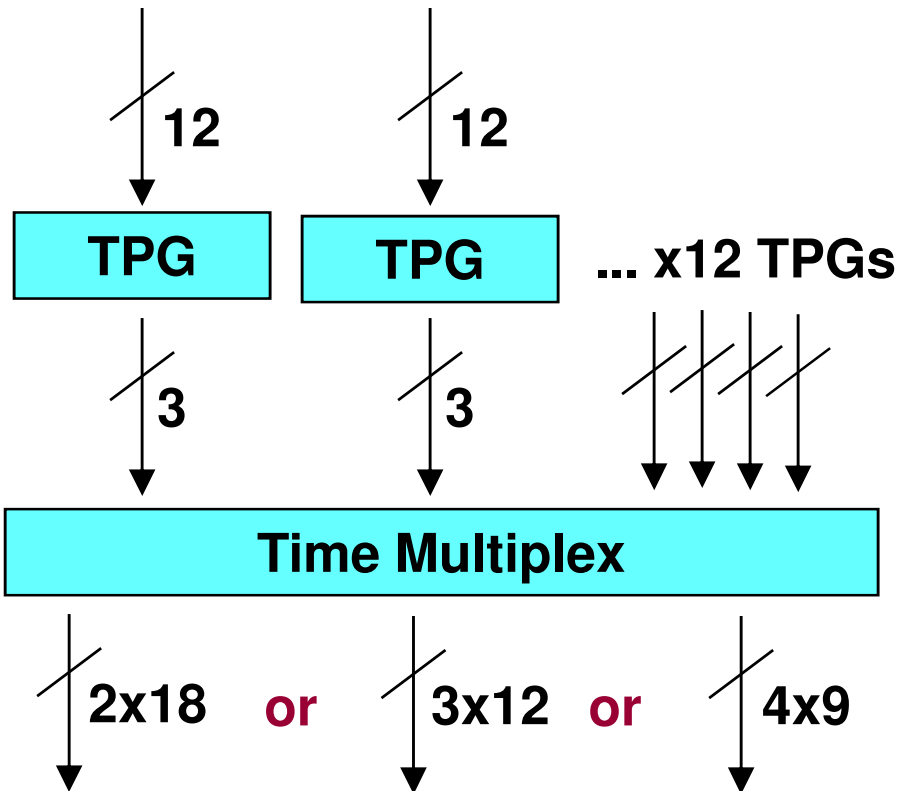 12 12
TPG TPG ... x12 TPGs
3 3
Time Multiplex
2x18 or 3x12 or 4x9